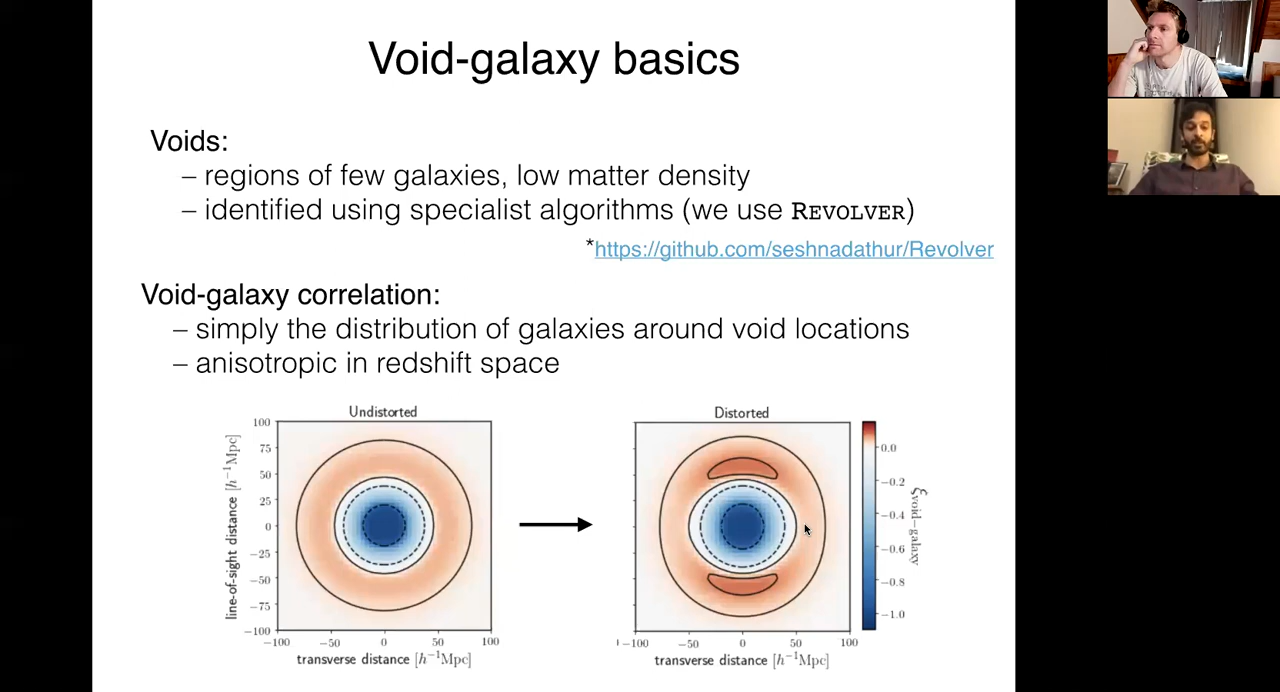 Void-galaxy basics
Voids:
– regions of few galaxies, low matter density
– identified using specialist algorithms (we use REVOLVER)
*https://github.com/seshnadathur/Revolver
Void-galaxy correlation:
– simply the distribution of galaxies around void locations
– anisotropic in redshift space
Undistorted
100
75
50
25
0
−25
−50
−75
−100
line-of-sight distance [h⁻¹Mpc]
−100 −50 0 50 100
transverse distance [h⁻¹Mpc]
Distorted
−100 −50 0 50 100
transverse distance [h⁻¹Mpc]
0.0
−0.2
−0.4
−0.6
−0.8
−1.0
ξvoid−galaxy